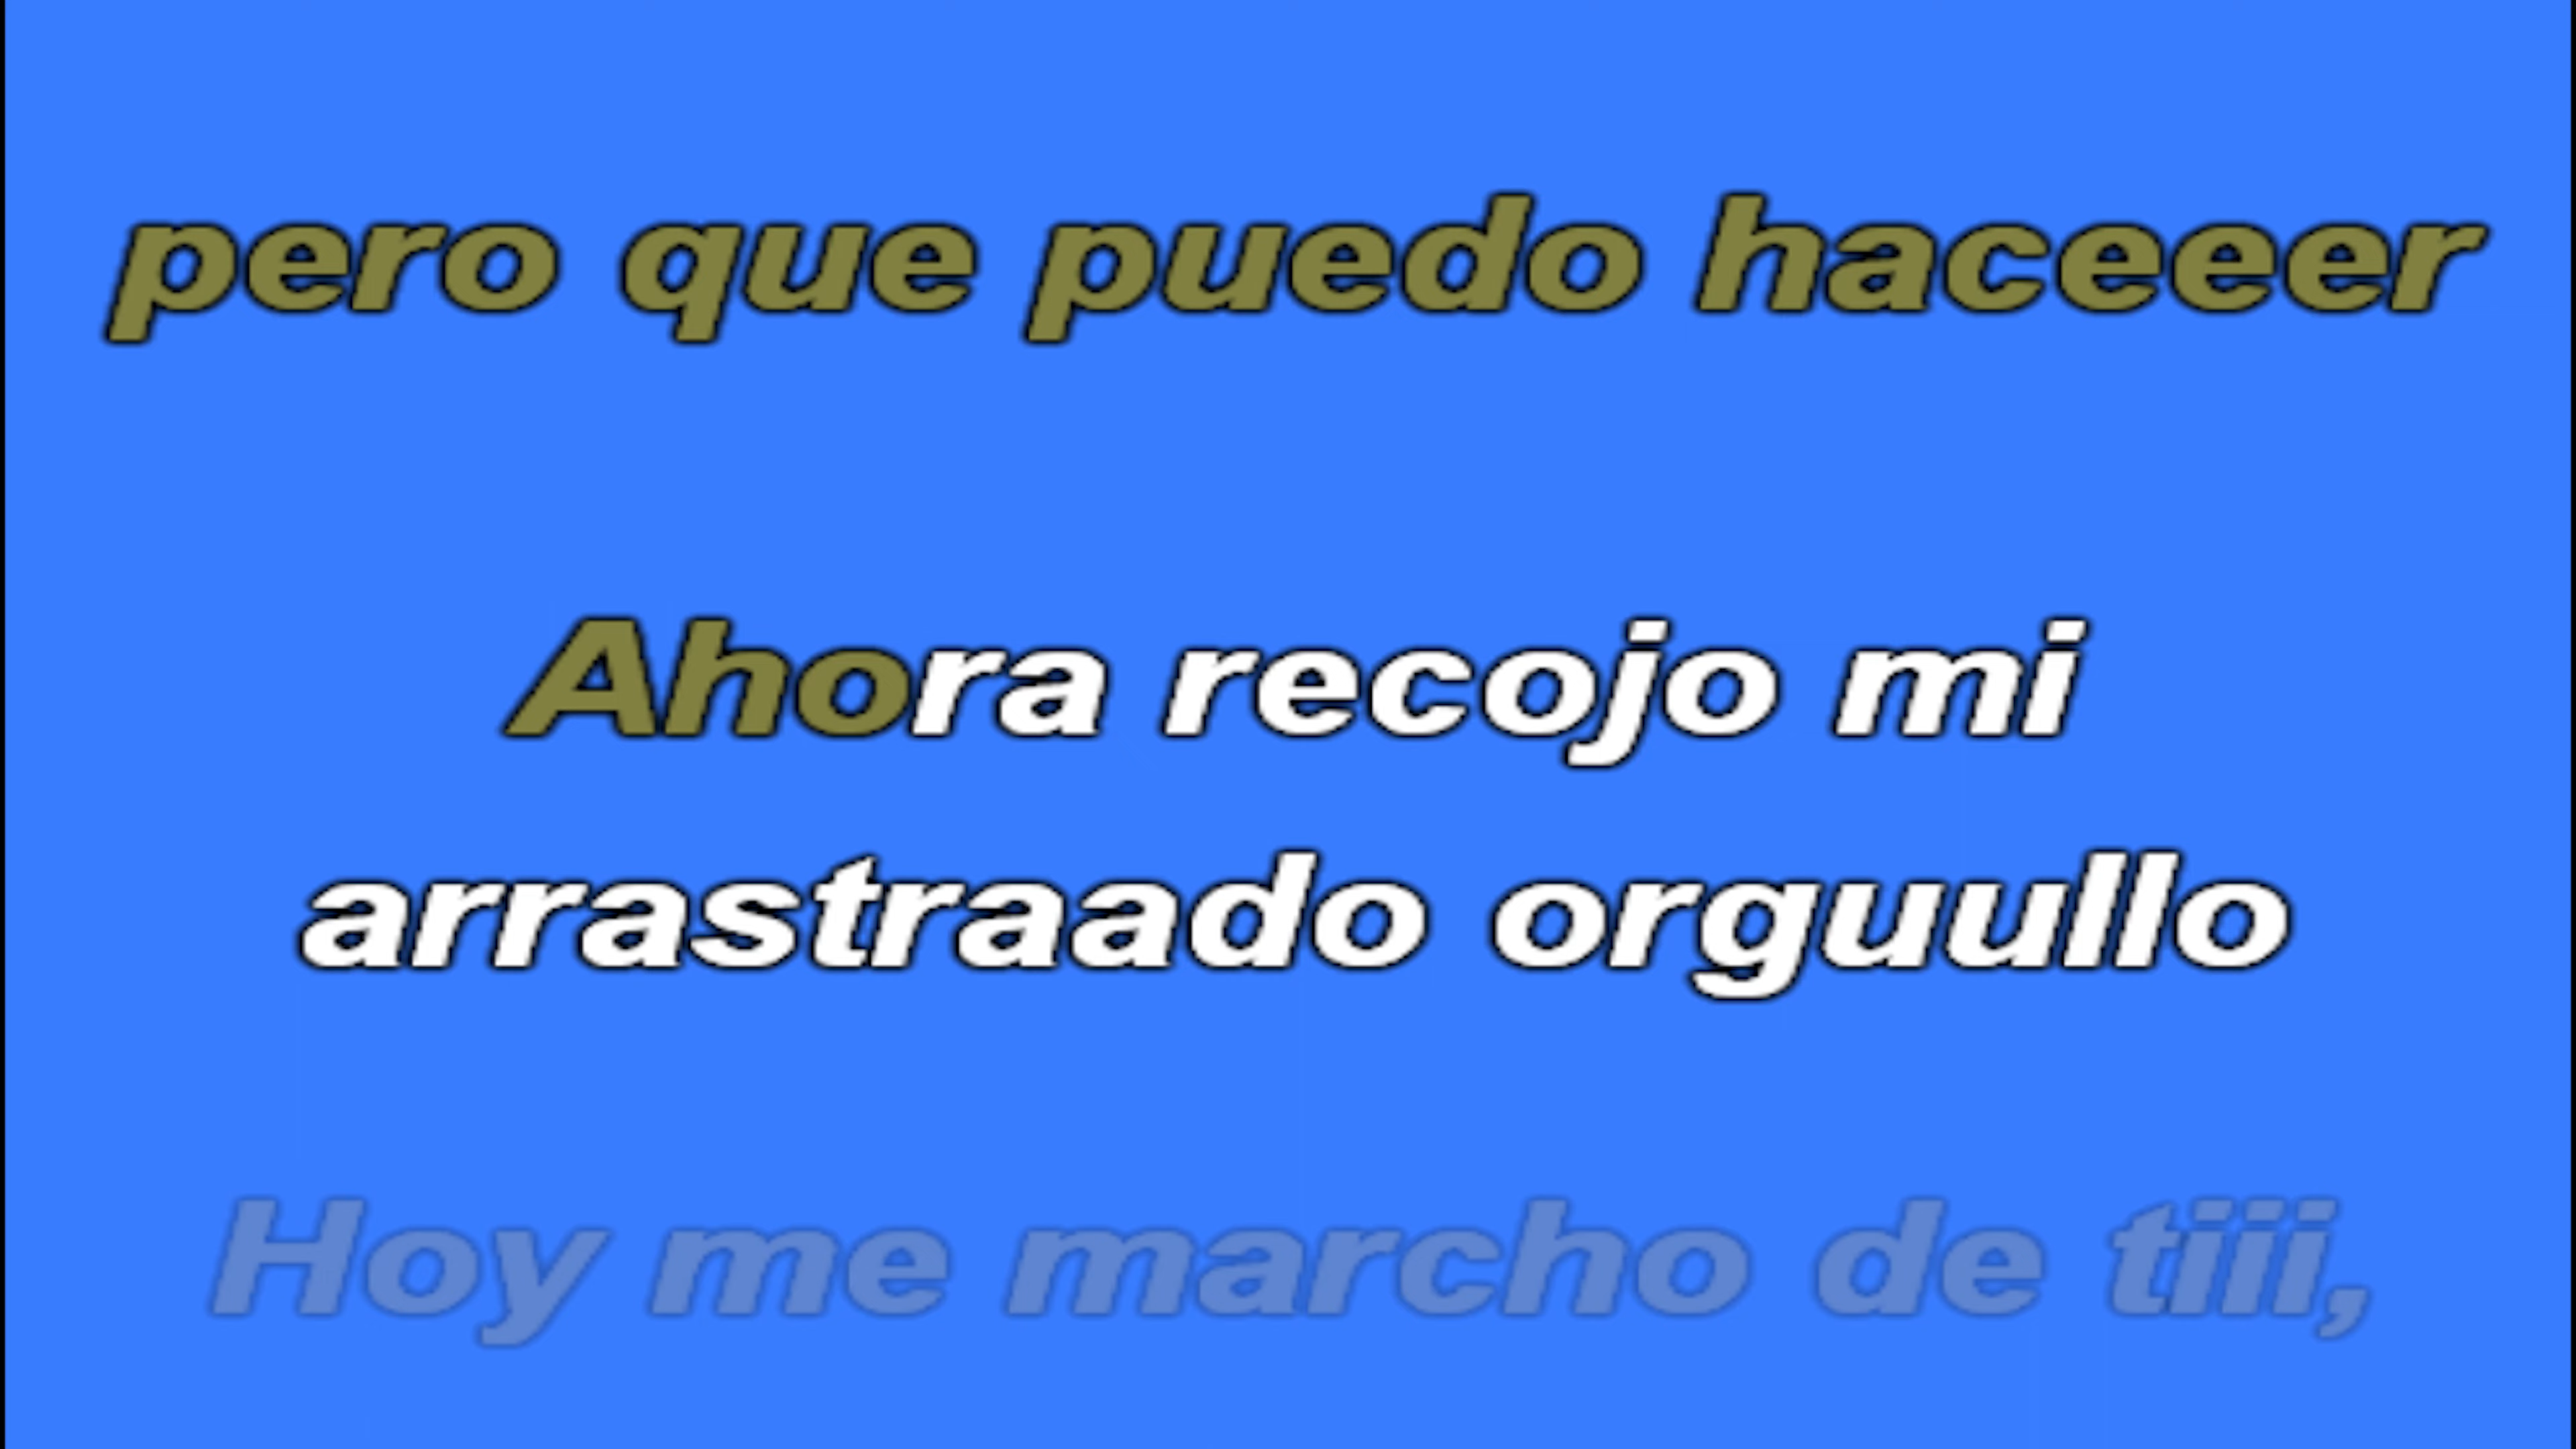 pero que puedo haceeer
Ahora recojo mi
arrastraado orguullo
Hoy me marcho de tiii,